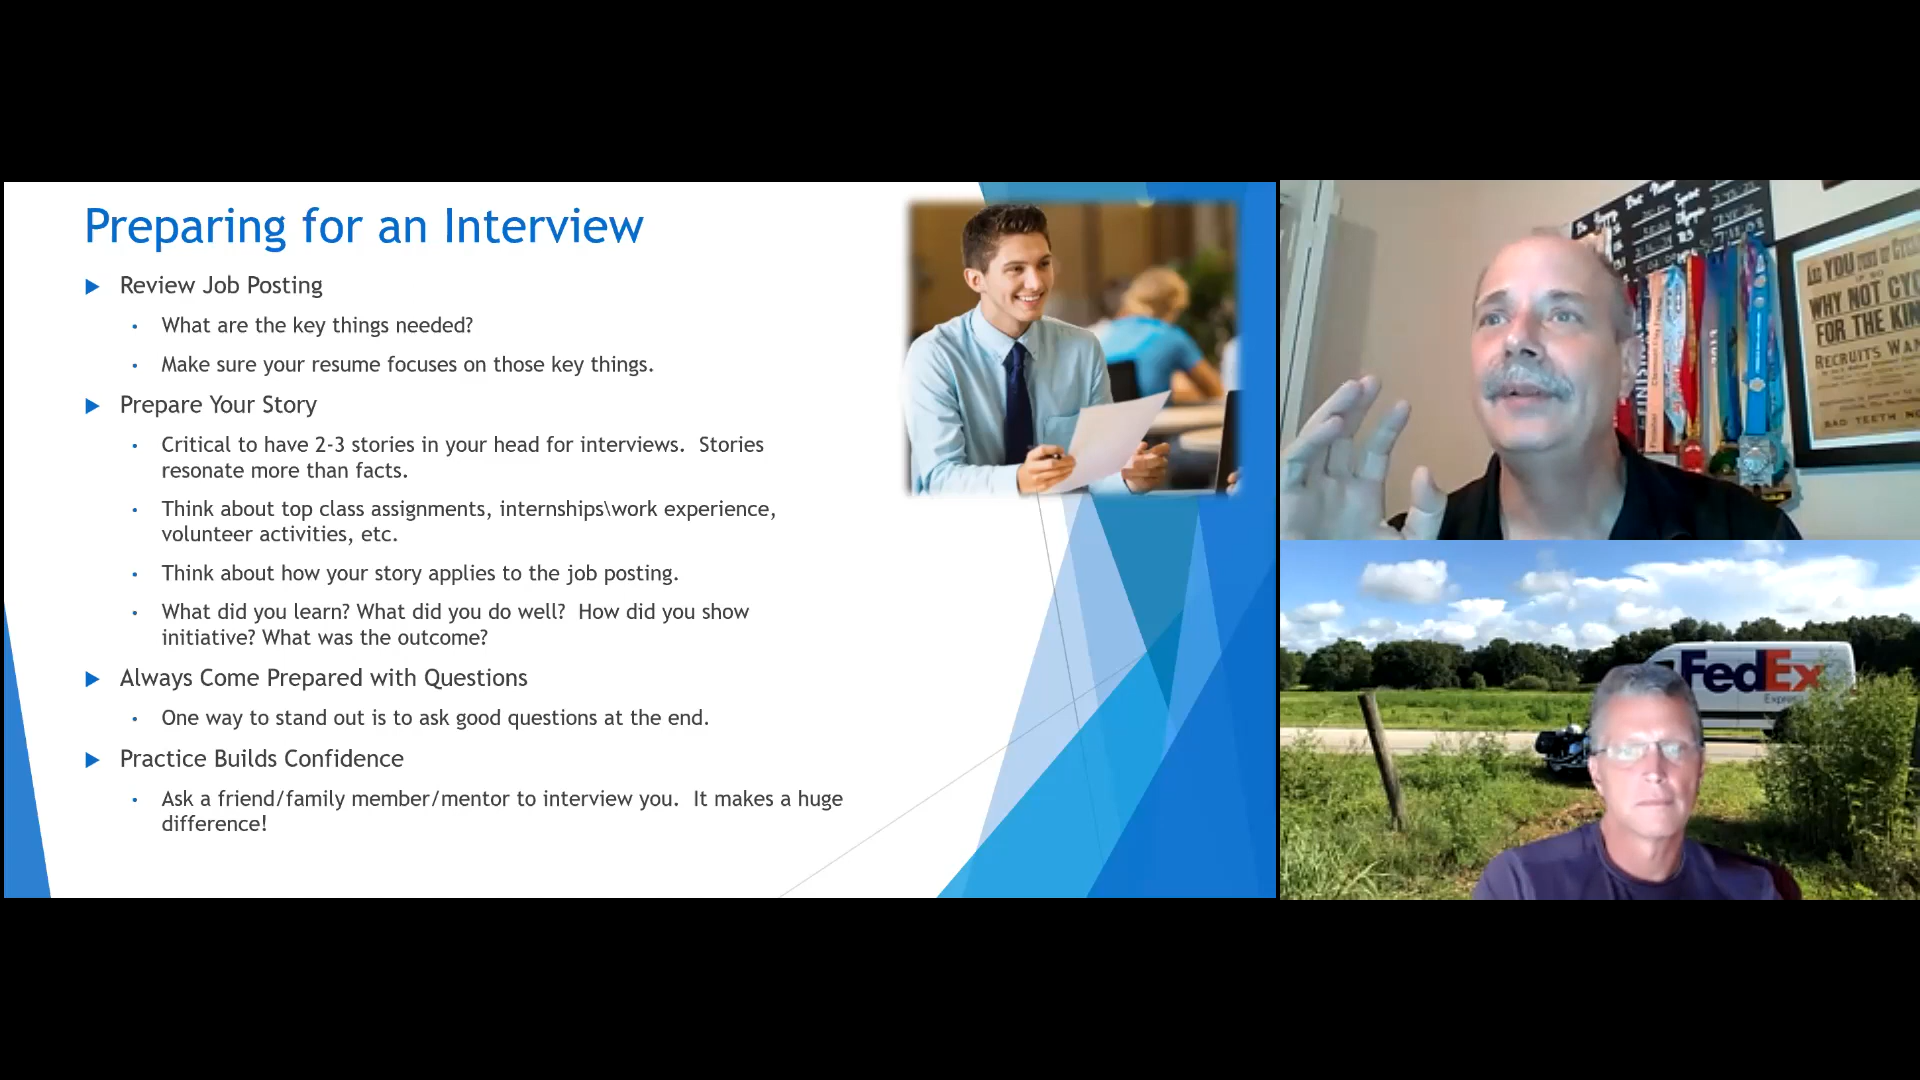 Preparing for an Interview
Review Job Posting
What are the key things needed?
Make sure your resume focuses on those key things.
Prepare Your Story
Critical to have 2-3 stories in your head for interviews.  Stories
resonate more than facts.
Think about top class assignments, internships\work experience,
volunteer activities, etc.
Think about how your story applies to the job posting.
What did you learn? What did you do well?  How did you show
initiative? What was the outcome?
Always Come Prepared with Questions
One way to stand out is to ask good questions at the end.
Practice Builds Confidence
Ask a friend/family member/mentor to interview you.  It makes a huge
difference!
ARE YOU
WHY NOT
FOR THE
RECRUITS
BAD TEETH
FedEx